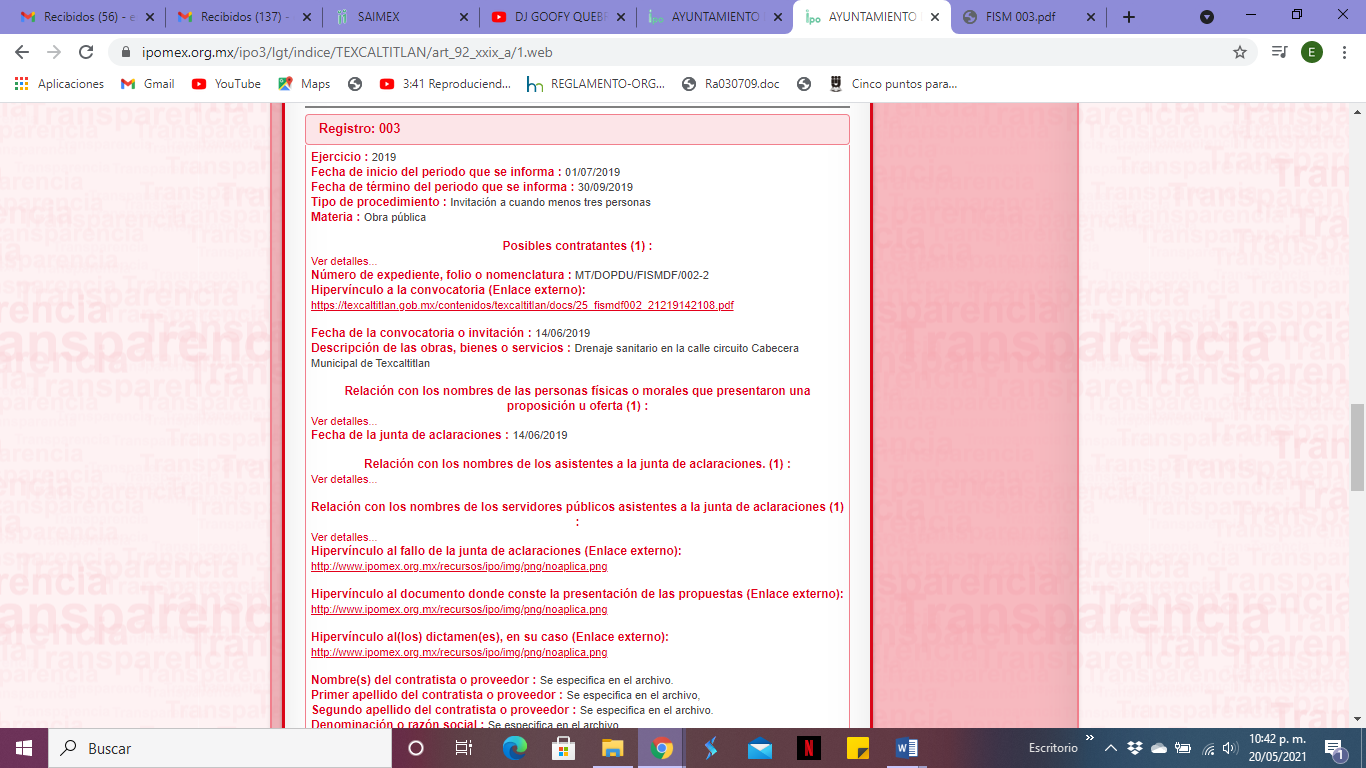 Recibidos (56) - e
Recibidos (137) -
SAIMEX
DJ GOOFY QUEBR
AYUNTAMIENTO
AYUNTAMIENTO
FISM 003.pdf
ipomex.org.mx/ipo3/lgt/indice/TEXCALTITLAN/art_92_xxix_a/1.web
E
Aplicaciones
Gmail
YouTube
Maps
3:41 Reproduciend...
REGLAMENTO-ORG...
Ra030709.doc
Cinco puntos para...
Registro: 003
Ejercicio : 2019
Fecha de inicio del periodo que se informa : 01/07/2019
Fecha de término del periodo que se informa : 30/09/2019
Tipo de procedimiento : Invitación a cuando menos tres personas
Materia : Obra pública
Posibles contratantes (1) :
Ver detalles...
Número de expediente, folio o nomenclatura : MT/DOPDU/FISMDF/002-2
Hipervínculo a la convocatoria (Enlace externo):
https://texcaltitlan.gob.mx/contenidos/texcaltitlan/docs/25_fismdf002_21219142108.pdf
Fecha de la convocatoria o invitación : 14/06/2019
Descripción de las obras, bienes o servicios : Drenaje sanitario en la calle circuito Cabecera
Municipal de Texcaltitlan
Relación con los nombres de las personas físicas o morales que presentaron una
proposición u oferta (1) :
Ver detalles...
Fecha de la junta de aclaraciones : 14/06/2019
Relación con los nombres de los asistentes a la junta de aclaraciones. (1) :
Ver detalles...
Relación con los nombres de los servidores públicos asistentes a la junta de aclaraciones (1)
:
Ver detalles...
Hipervínculo al fallo de la junta de aclaraciones (Enlace externo):
http://www.ipomex.org.mx/recursos/ipo/img/png/noaplica.png
Hipervínculo al documento donde conste la presentación de las propuestas (Enlace externo):
http://www.ipomex.org.mx/recursos/ipo/img/png/noaplica.png
Hipervínculo al(los) dictamen(es), en su caso (Enlace externo):
http://www.ipomex.org.mx/recursos/ipo/img/png/noaplica.png
Nombre(s) del contratista o proveedor : Se especifica en el archivo.
Primer apellido del contratista o proveedor : Se especifica en el archivo,
Segundo apellido del contratista o proveedor : Se especifica en el archivo.
Denominación o razón social : Se especifica en el archivo
Buscar
Escritorio
10:42 p. m.
20/05/2021